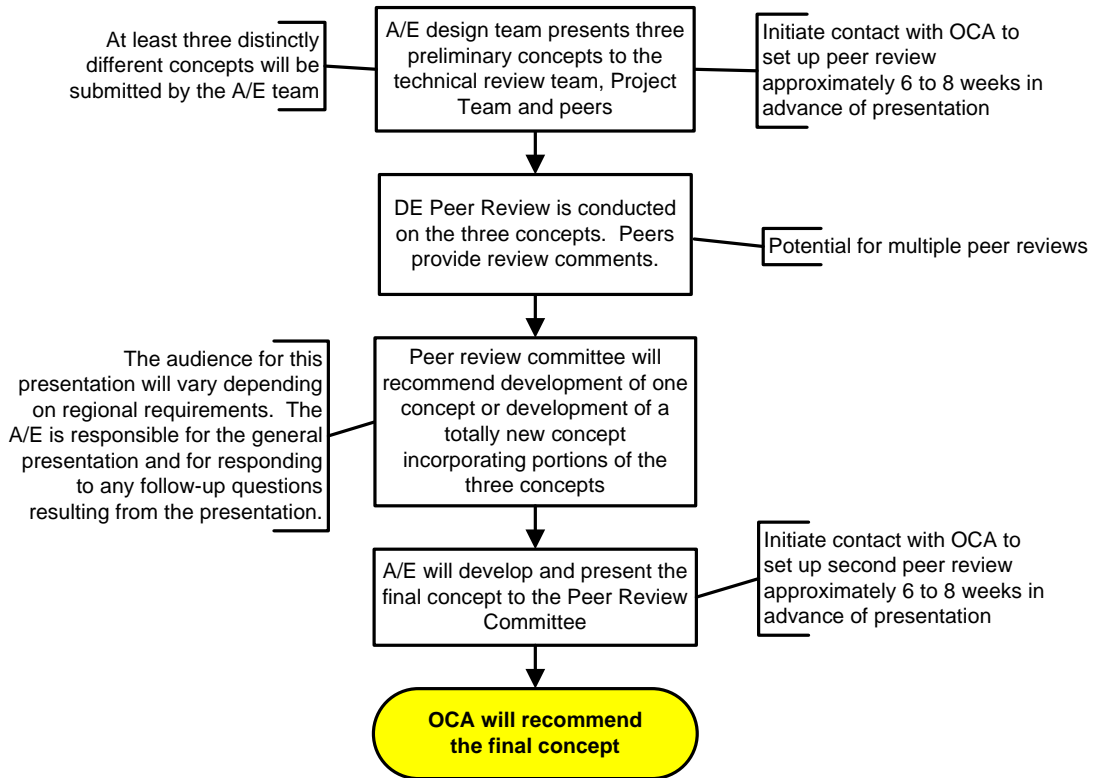 At least three distinctly
different concepts will be
submitted by the A/E team
A/E design team presents three
preliminary concepts to the
technical review team, Project
Team and peers
Initiate contact with OCA to
set up peer review
approximately 6 to 8 weeks in
advance of presentation
DE Peer Review is conducted
on the three concepts.  Peers
provide review comments.
Potential for multiple peer reviews
The audience for this
presentation will vary depending
on regional requirements.  The
A/E is responsible for the general
presentation and for responding
to any follow-up questions
resulting from the presentation.
Peer review committee will
recommend development of one
concept or development of a
totally new concept
incorporating portions of the
three concepts
A/E will develop and present the
final concept to the Peer Review
Committee
Initiate contact with OCA to
set up second peer review
approximately 6 to 8 weeks in
advance of presentation
OCA will recommend
the final concept